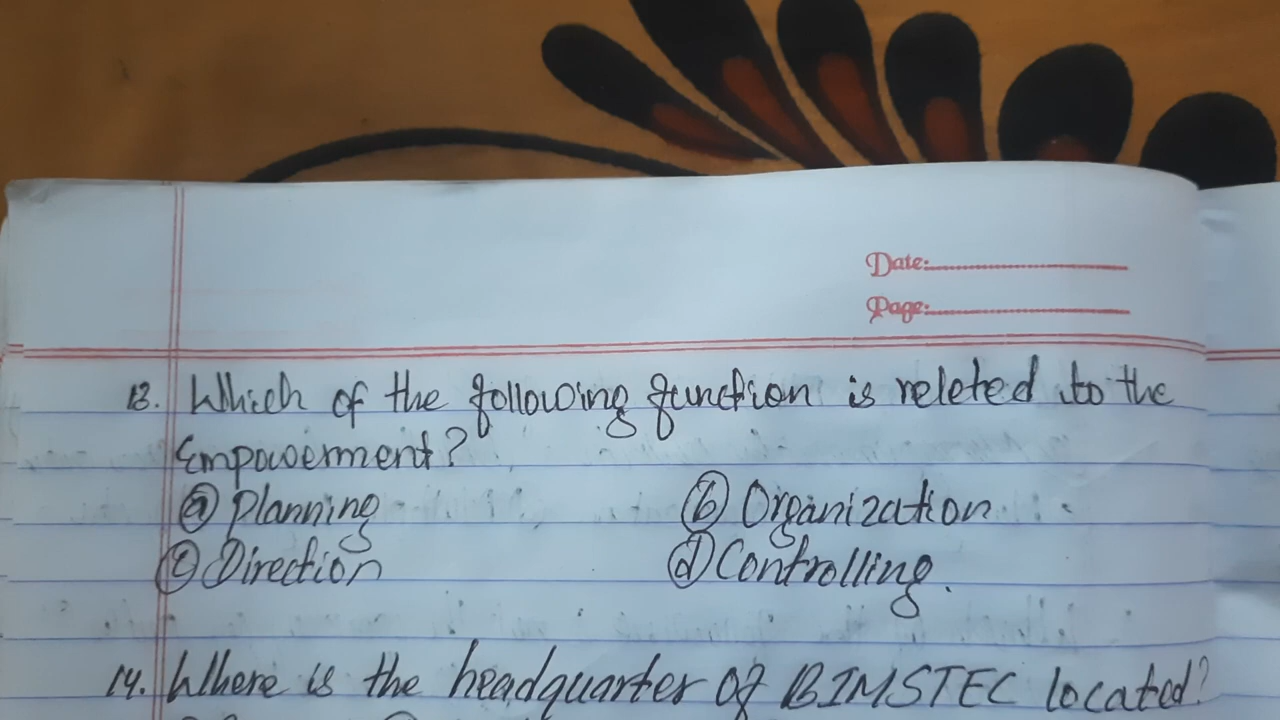 Date:
Page:
13. Which of the following function is releted to the
Empowerment?
ⓐ Planning
ⓑ Organization
ⓒ Direction
ⓓ Controlling.
14. Where is the headquarter of BIMSTEC located?